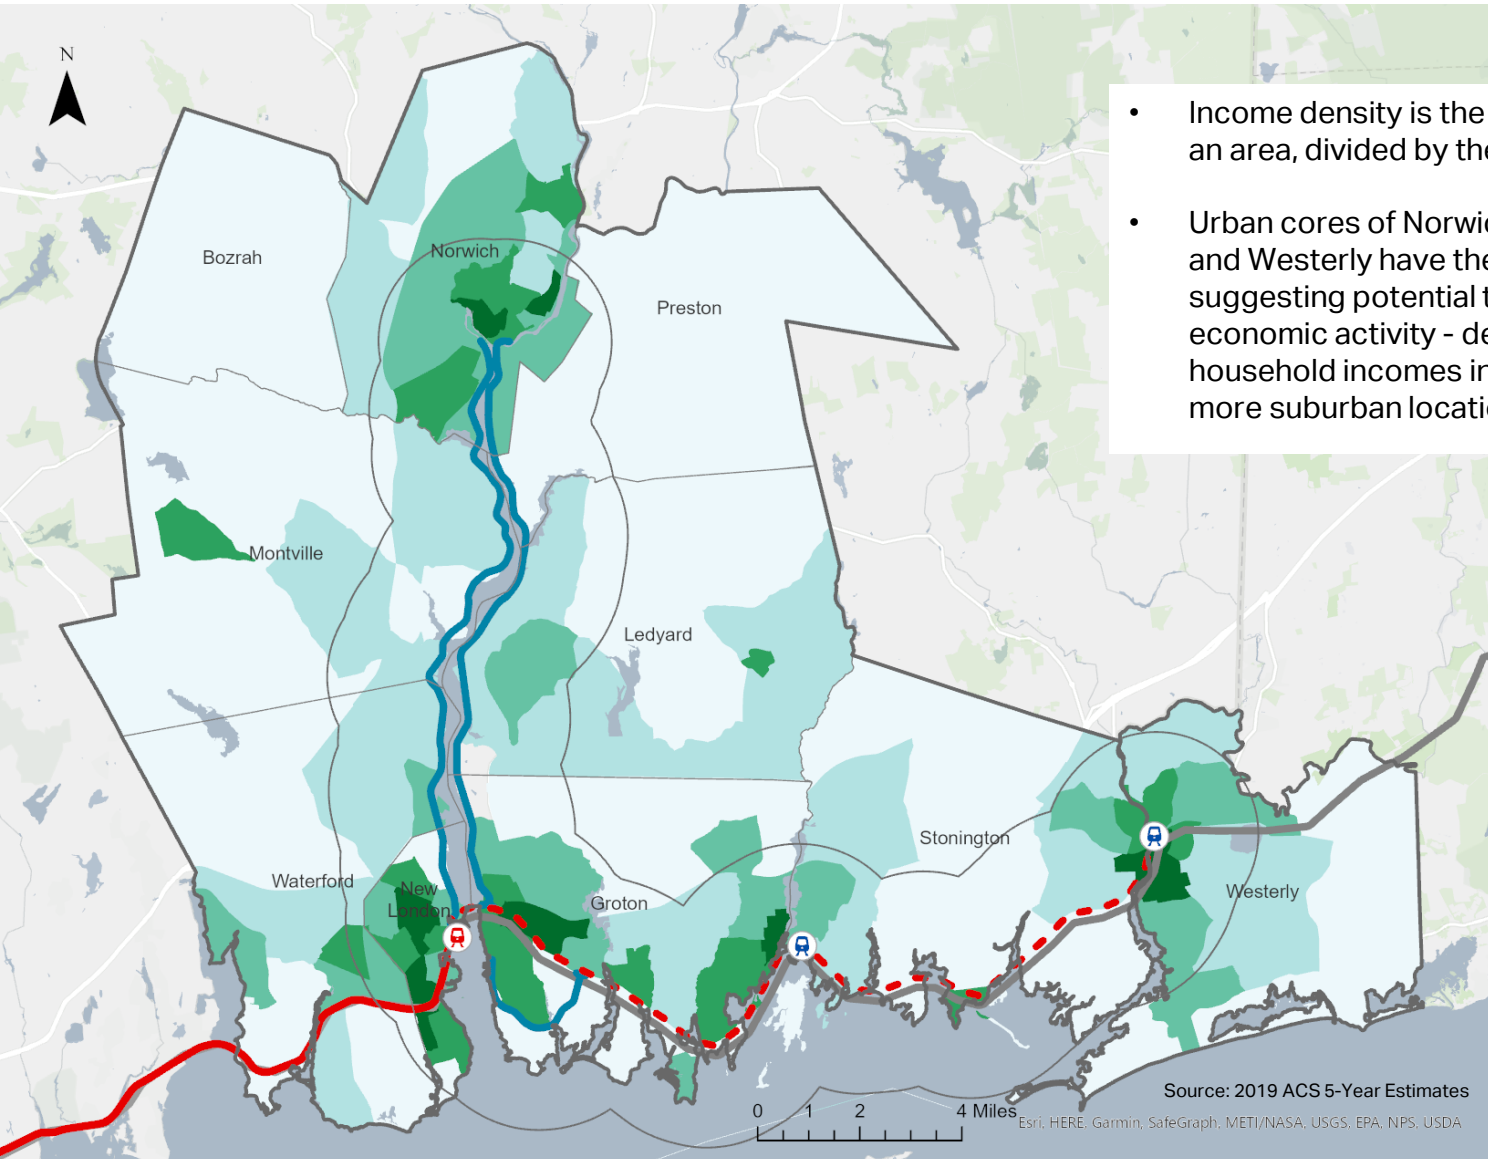 N
• Income density is the
an area, divided by the
• Urban cores of Norwic
and Westerly have the
suggesting potential t
economic activity - de
household incomes in
more suburban locatio
Bozrah
Norwich
Preston
Montville
Ledyard
Stonington
Waterford
New
London
Groton
Westerly
Source: 2019 ACS 5-Year Estimates
0 1 2 4 Miles
Esri, HERE, Garmin, SafeGraph, METI/NASA, USGS, EPA, NPS, USDA